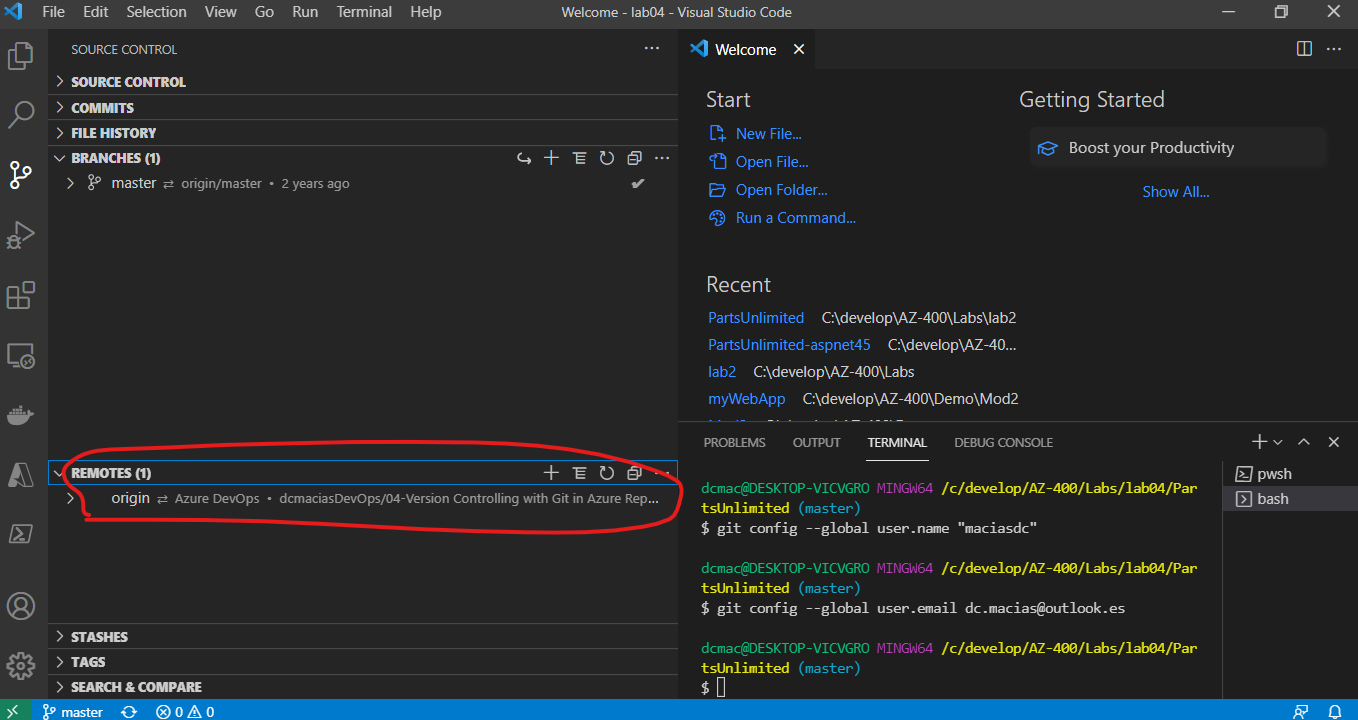 File Edit Selection View Go Run Terminal Help Welcome - lab04 - Visual Studio Code
SOURCE CONTROL
SOURCE CONTROL
COMMITS
FILE HISTORY
BRANCHES (1)
master origin/master • 2 years ago
REMOTES (1)
origin Azure DevOps • dcmaciasDevOps/04-Version Controlling with Git in Azure Rep...
STASHES
TAGS
SEARCH & COMPARE
Welcome
Start
New File...
Open File...
Open Folder...
Run a Command...
Getting Started
Boost your Productivity
Show All...
Recent
PartsUnlimited C:\develop\AZ-400\Labs\lab2
PartsUnlimited-aspnet45 C:\develop\AZ-40...
lab2 C:\develop\AZ-400\Labs
myWebApp C:\develop\AZ-400\Demo\Mod2
PROBLEMS OUTPUT TERMINAL DEBUG CONSOLE
dcmac@DESKTOP-VICVGRO MINGW64 /c/develop/AZ-400/Labs/lab04/Par
tsUnlimited (master)
$ git config --global user.name "maciasdc"
dcmac@DESKTOP-VICVGRO MINGW64 /c/develop/AZ-400/Labs/lab04/Par
tsUnlimited (master)
$ git config --global user.email dc.macias@outlook.es
dcmac@DESKTOP-VICVGRO MINGW64 /c/develop/AZ-400/Labs/lab04/Par
tsUnlimited (master)
$
pwsh
bash
master 0 0